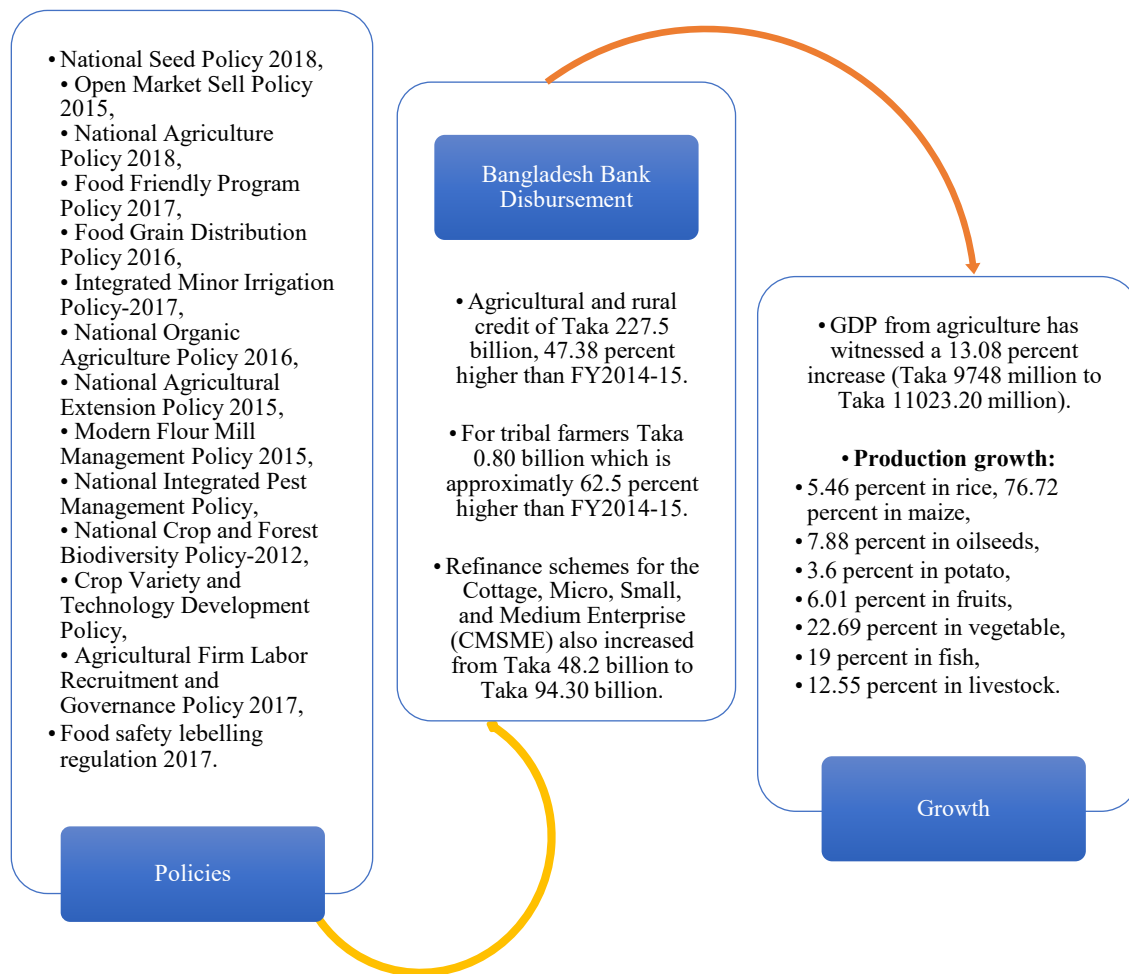 • National Seed Policy 2018,
• Open Market Sell Policy
2015,
• National Agriculture
Policy 2018,
• Food Friendly Program
Policy 2017,
• Food Grain Distribution
Policy 2016,
• Integrated Minor Irrigation
Policy-2017,
• National Organic
Agriculture Policy 2016,
• National Agricultural
Extension Policy 2015,
• Modern Flour Mill
Management Policy 2015,
• National Integrated Pest
Management Policy,
• National Crop and Forest
Biodiversity Policy-2012,
• Crop Variety and
Technology Development
Policy,
• Agricultural Firm Labor
Recruitment and
Governance Policy 2017,
• Food safety lebelling
regulation 2017.
Policies
Bangladesh Bank
Disbursement
• Agricultural and rural
credit of Taka 227.5
billion, 47.38 percent
higher than FY2014-15.
• For tribal farmers Taka
0.80 billion which is
approximatly 62.5 percent
higher than FY2014-15.
• Refinance schemes for the
Cottage, Micro, Small,
and Medium Enterprise
(CMSME) also increased
from Taka 48.2 billion to
Taka 94.30 billion.
• GDP from agriculture has
witnessed a 13.08 percent
increase (Taka 9748 million to
Taka 11023.20 million).
• Production growth:
• 5.46 percent in rice, 76.72
percent in maize,
• 7.88 percent in oilseeds,
• 3.6 percent in potato,
• 6.01 percent in fruits,
• 22.69 percent in vegetable,
• 19 percent in fish,
• 12.55 percent in livestock.
Growth